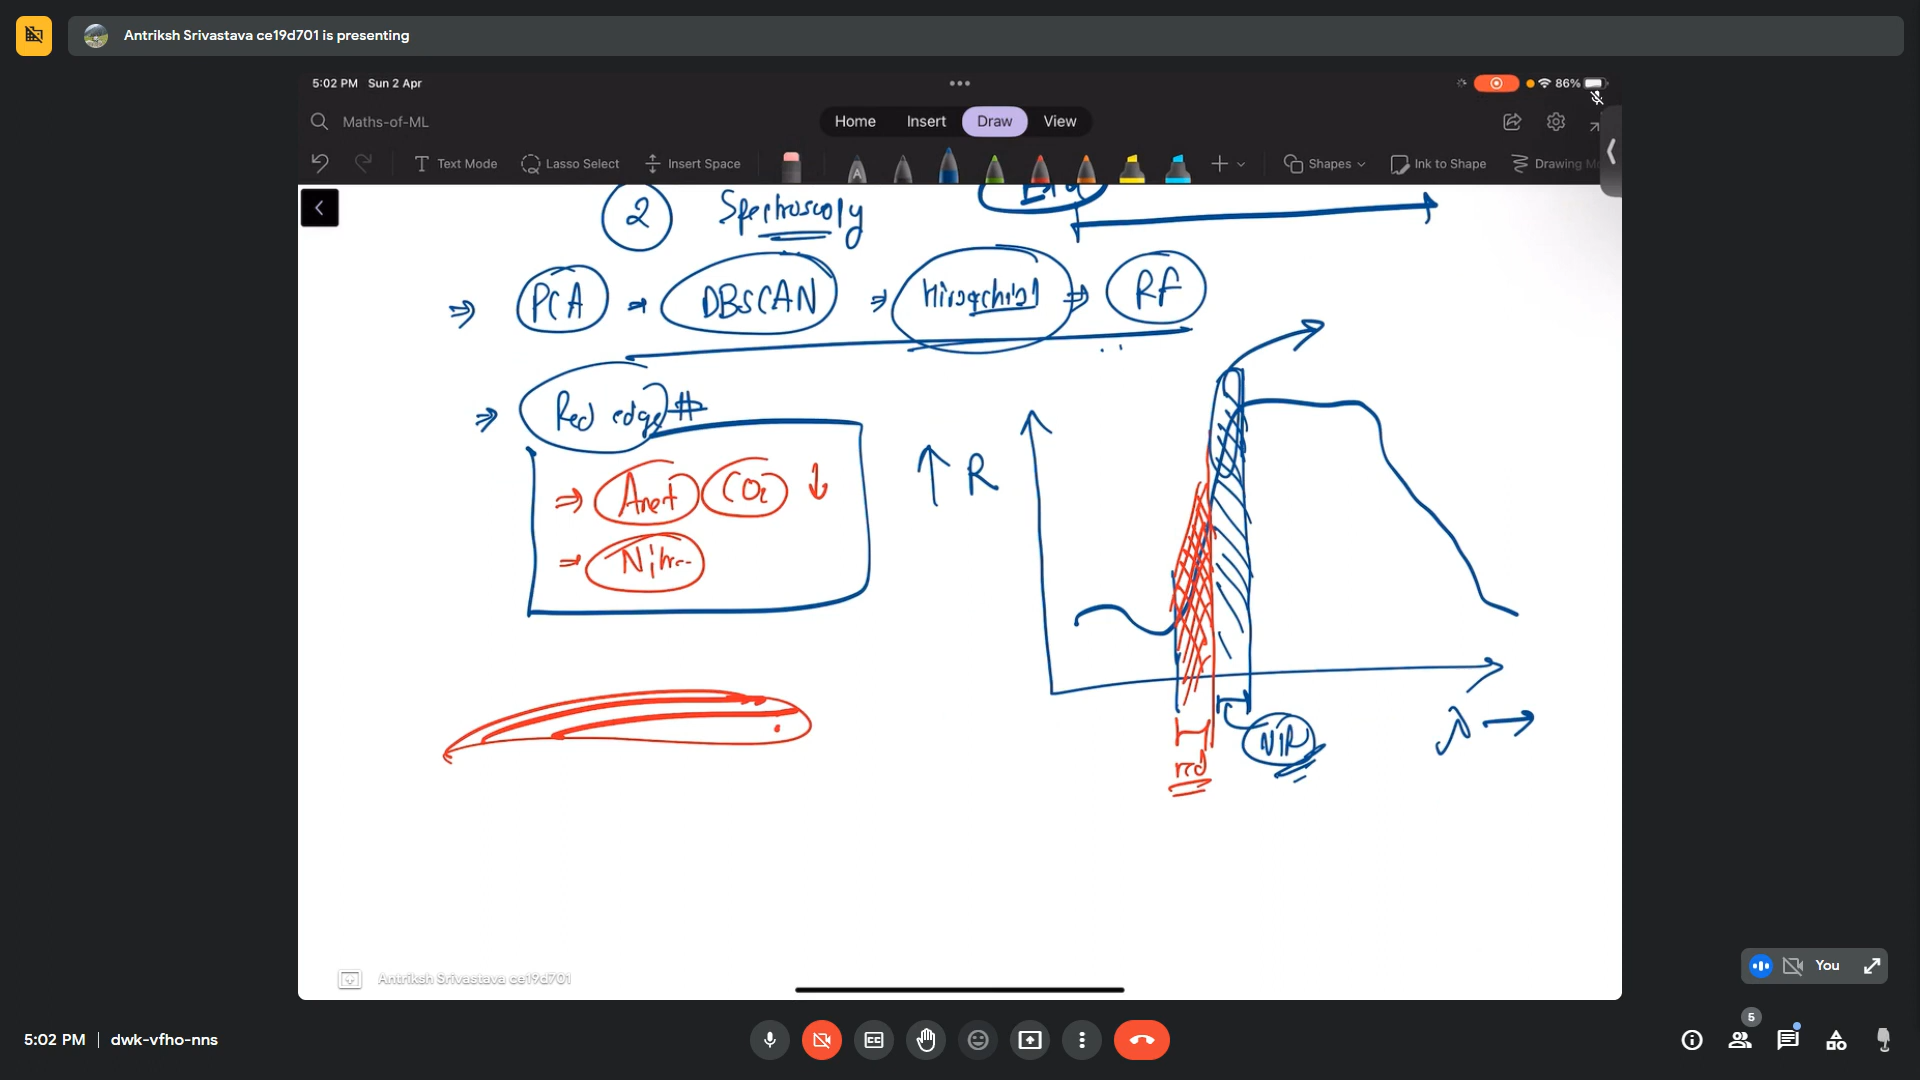 Antriksh Srivastava ce19d701 is presenting
5:02 PM Sun 2 Apr
86%
Maths-of-ML
Home Insert Draw View
Text Mode Lasso Select Insert Space A Shapes Ink to Shape Drawing M
2 Spectroscopy
⇒ PCA → DBSCAN ⇒ ⇒ RF
⇒ Red edge #
⇒ CO₂ ↓
→
↑ R
λ →
NIR
red
Antriksh Srivastava ce19d701
You
5
5:02 PM | dwk-vfho-nns